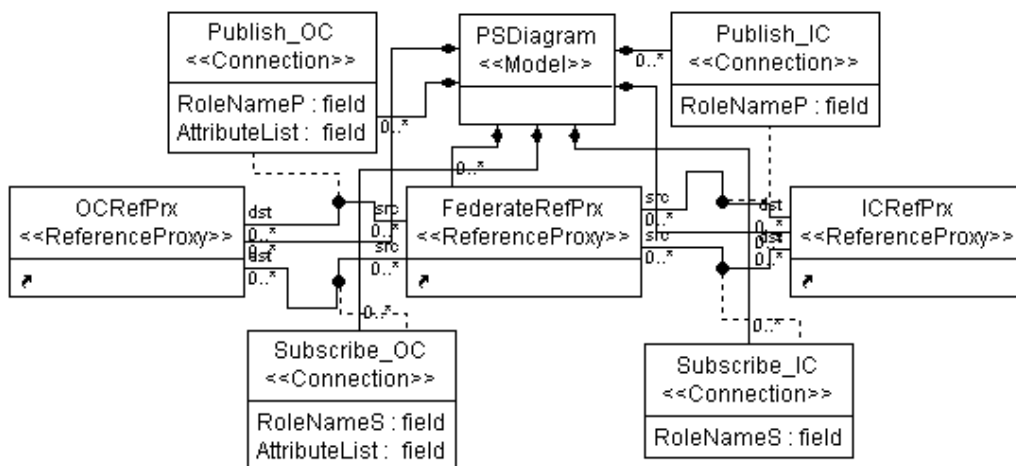 Publish_OC
<<Connection>>
RoleNameP : field
AttributeList : field
0..*
PSDiagram
<<Model>>
0..*
Publish_IC
<<Connection>>
RoleNameP : field
0..*
OCRefPrx
<<ReferenceProxy>>
dst
0..*
0..*
dst
0..*
src
0..*
src
0..*
FederateRefPrx
<<ReferenceProxy>>
src
0..*
src
0..*
dst
0..*
dst
0..*
ICRefPrx
<<ReferenceProxy>>
Subscribe_OC
<<Connection>>
RoleNameS : field
AttributeList : field
0..*
Subscribe_IC
<<Connection>>
RoleNameS : field